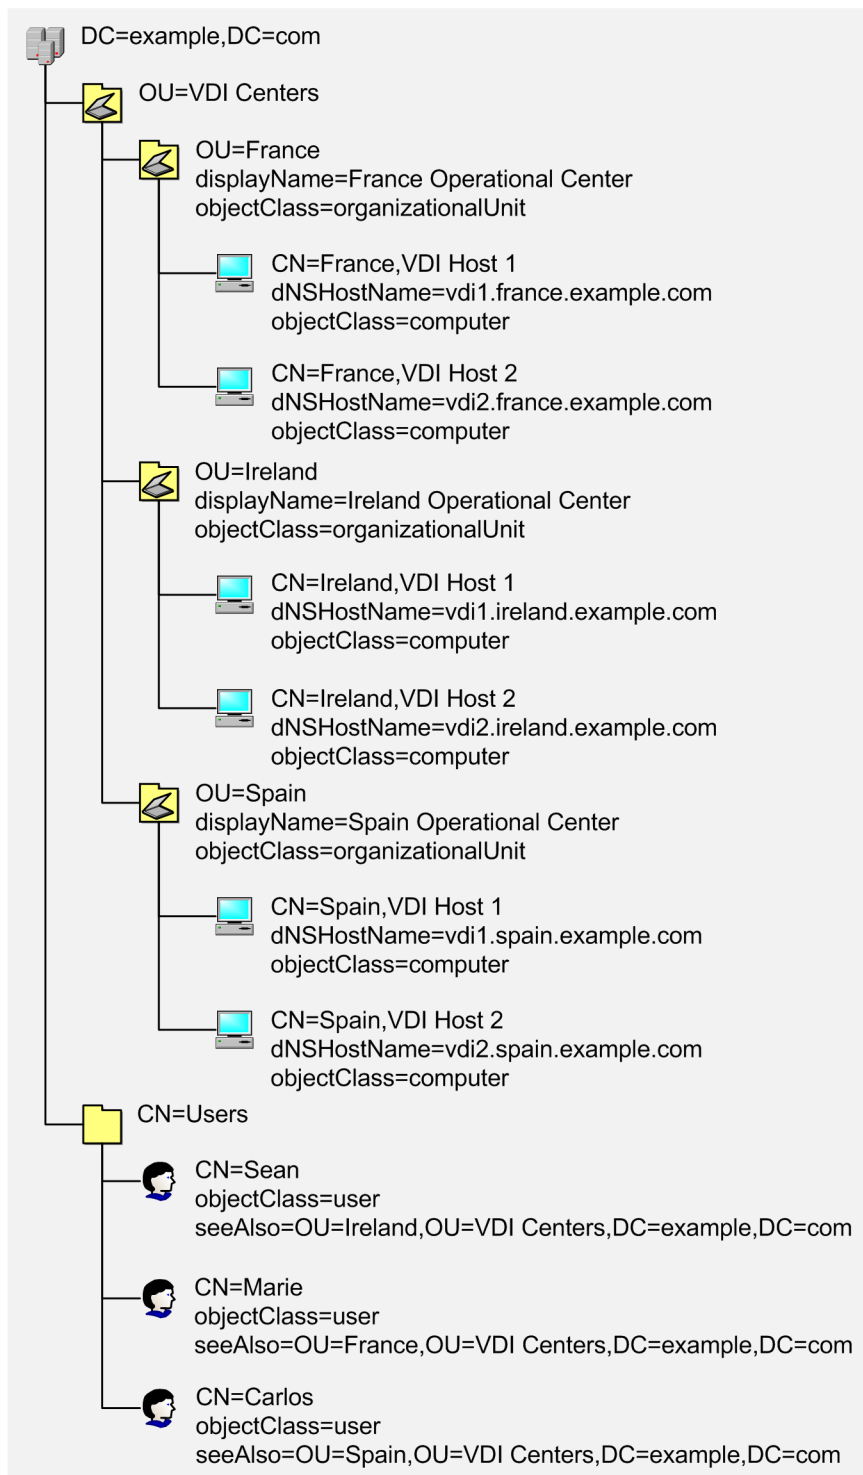 DC=example,DC=com
OU=VDI Centers
OU=France
displayName=France Operational Center
objectClass=organizationalUnit
CN=France,VDI Host 1
dNSHostName=vdi1.france.example.com
objectClass=computer
CN=France,VDI Host 2
dNSHostName=vdi2.france.example.com
objectClass=computer
OU=Ireland
displayName=Ireland Operational Center
objectClass=organizationalUnit
CN=Ireland,VDI Host 1
dNSHostName=vdi1.ireland.example.com
objectClass=computer
CN=Ireland,VDI Host 2
dNSHostName=vdi2.ireland.example.com
objectClass=computer
OU=Spain
displayName=Spain Operational Center
objectClass=organizationalUnit
CN=Spain,VDI Host 1
dNSHostName=vdi1.spain.example.com
objectClass=computer
CN=Spain,VDI Host 2
dNSHostName=vdi2.spain.example.com
objectClass=computer
CN=Users
CN=Sean
objectClass=user
seeAlso=OU=Ireland,OU=VDI Centers,DC=example,DC=com
CN=Marie
objectClass=user
seeAlso=OU=France,OU=VDI Centers,DC=example,DC=com
CN=Carlos
objectClass=user
seeAlso=OU=Spain,OU=VDI Centers,DC=example,DC=com